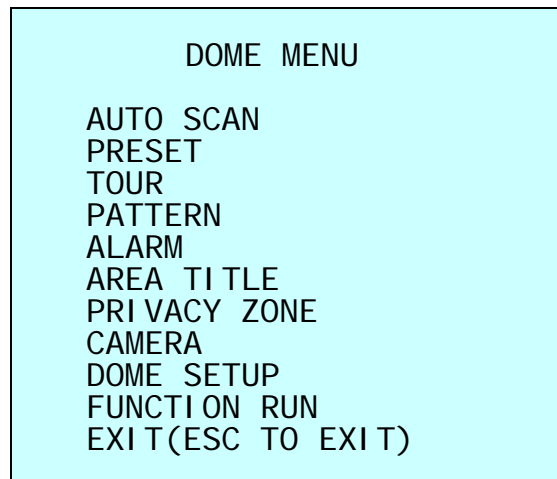 DOME MENU
AUTO SCAN
PRESET
TOUR
PATTERN
ALARM
AREA TITLE
PRIVACY ZONE
CAMERA
DOME SETUP
FUNCTION RUN
EXIT(ESC TO EXIT)